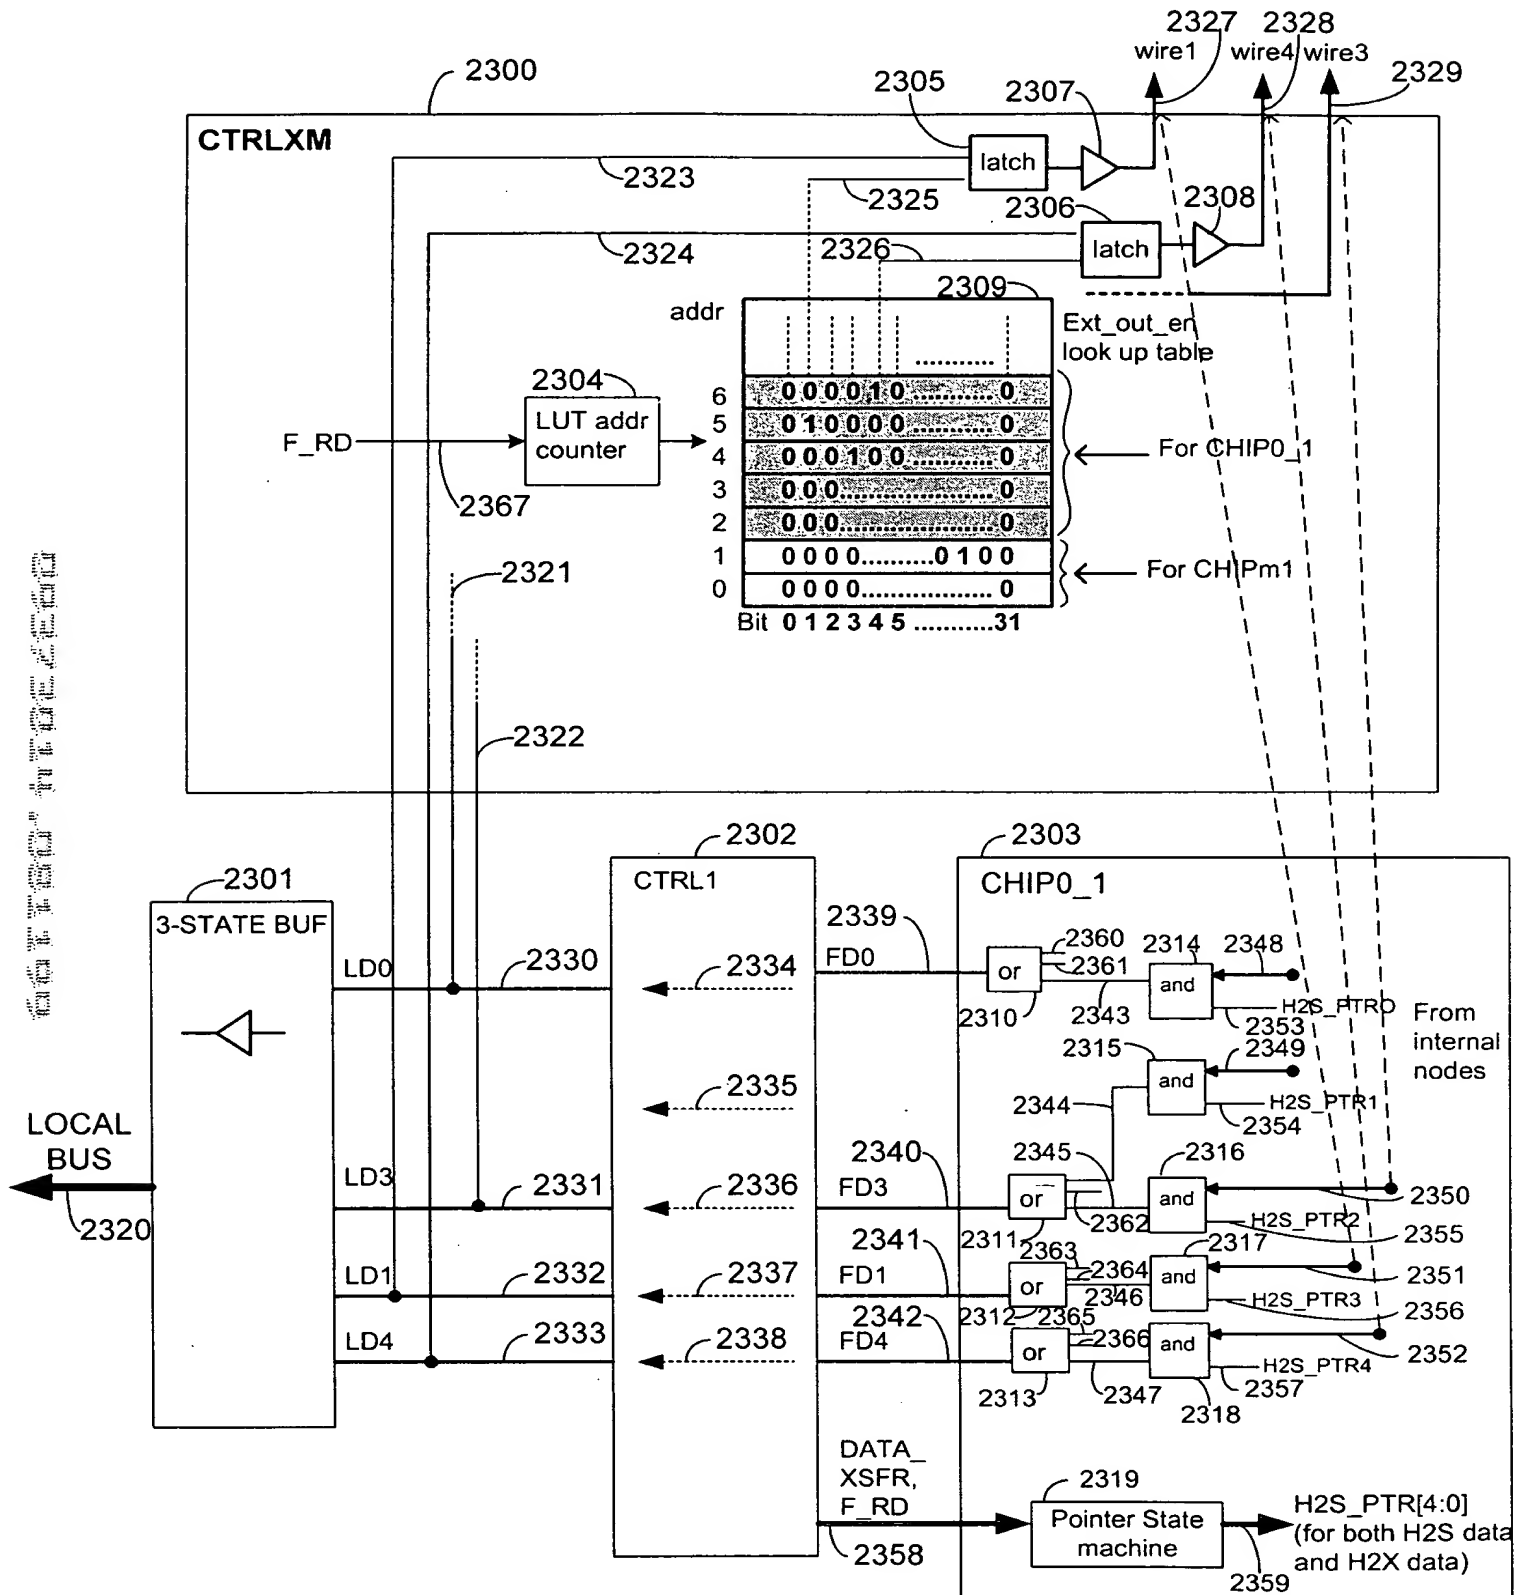 2327
2328
wire1
wire4
wire3
2329
2300
2305
2307
CTRLXM
latch
2323
2325
2306
2308
2324
2326
latch
2309
addr
Ext_out_en
look up table
2304
LUT addr
counter
F_RD
2367
6 0 0 0 0 1 0 ........... 0
5 0 1 0 0 0 0 ........... 0
4 0 0 0 1 0 0 ........... 0
3 0 0 0 ..................... 0
2 0 0 0 ..................... 0
1 0 0 0 0 .......... 0 1 0 0
0 0 0 0 0 ................... 0
Bit 0 1 2 3 4 5 ........... 31
For CHIP0_1
For CHIPm1
2321
2322
2301
3-STATE BUF
2302
CTRL1
2303
CHIP0_1
LD0
2330
2334
FD0
2339
or
2310
2360
2361
2343
2314
and
2348
H2S_PTR0
2353
From
internal
nodes
2335
2315
and
2349
H2S_PTR1
2354
2344
LOCAL
BUS
2320
LD3
2331
2336
FD3
2340
or
2311
2345
2362
2316
and
2350
H2S_PTR2
2355
LD1
2332
2337
FD1
2341
or
2312
2363
2364
2346
2317
and
2351
H2S_PTR3
2356
LD4
2333
2338
FD4
2342
or
2313
2365
2366
2347
and
2318
2352
H2S_PTR4
2357
DATA_
XSFR,
F_RD
2358
2319
Pointer State
machine
2359
H2S_PTR[4:0]
(for both H2S data
and H2X data)